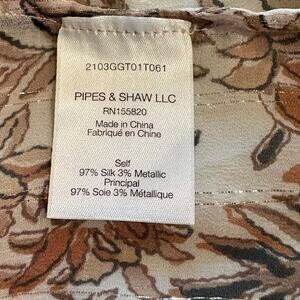 2103GGT01T061
PIPES & SHAW LLC
RN155820
Made in China
Fabriqué en Chine
Self
97% Silk 3% Metallic
Principal
97% Soie 3% Métallique